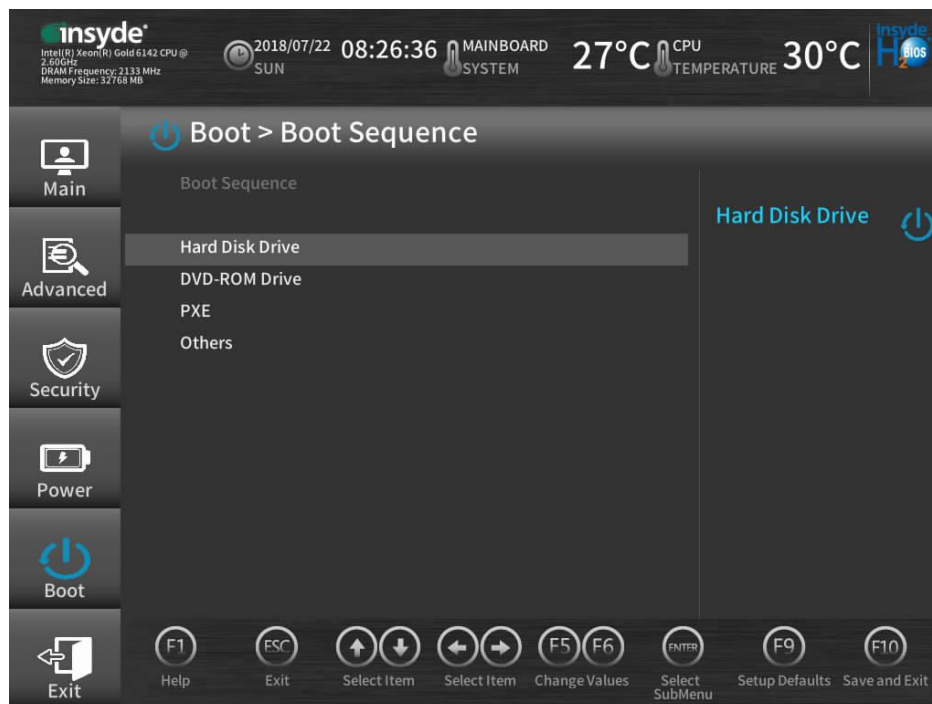 insyde®
Intel(R) Xeon(R) Gold 6142 CPU @
2.60GHz
DRAM Frequency: 2133 MHz
Memory Size: 32768 MB
2018/07/22
SUN
08:26:36
MAINBOARD
SYSTEM
27°C
CPU
TEMPERATURE
30°C
insyde
H2O
BIOS
Boot > Boot Sequence
Main
Advanced
Security
Power
Boot
Exit
Boot Sequence
Hard Disk Drive
DVD-ROM Drive
PXE
Others
Hard Disk Drive
F1
Help
ESC
Exit
Select Item
Select Item
F5 F6
Change Values
ENTER
Select
SubMenu
F9
Setup Defaults
F10
Save and Exit